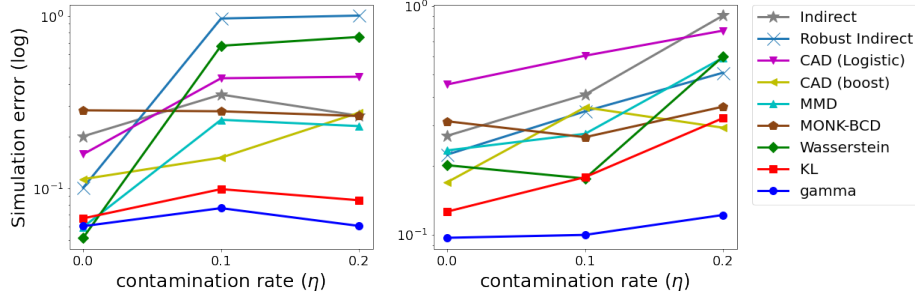 Simulation error (log)
10⁰
10⁻¹
0.0 0.1 0.2
contamination rate (η)
10⁰
10⁻¹
0.0 0.1 0.2
contamination rate (η)
Indirect
Robust Indirect
CAD (Logistic)
CAD (boost)
MMD
MONK-BCD
Wasserstein
KL
gamma